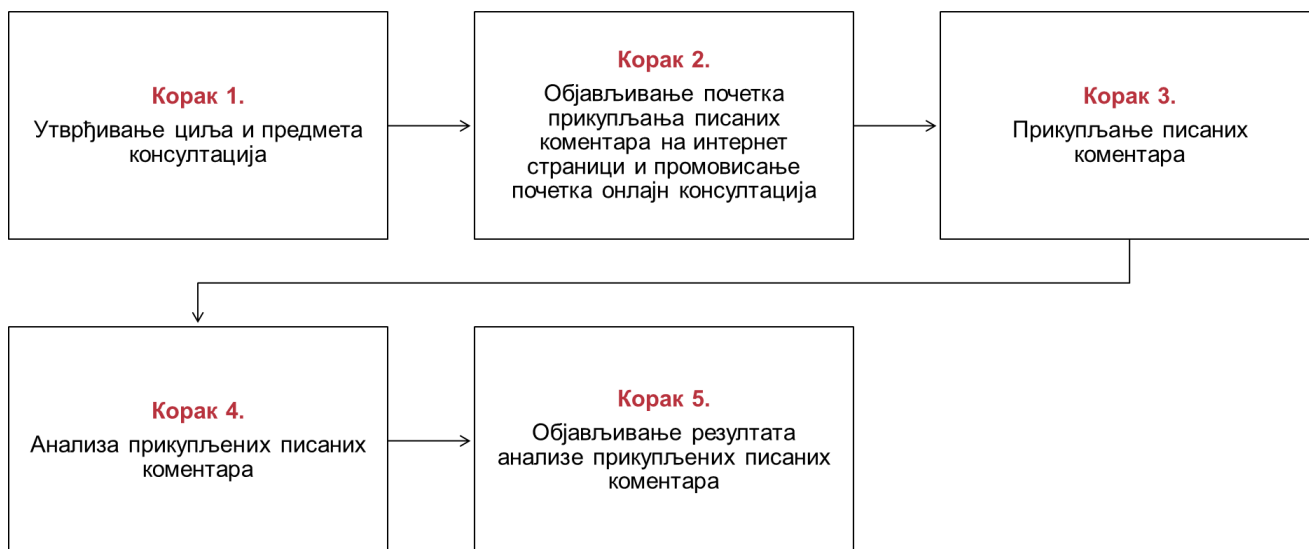 Корак 1.
Утврђивање циља и предмета
консултација
Корак 2.
Објављивање почетка
прикупљања писаних
коментара на интернет
страници и промовисање
почетка онлајн консултација
Корак 3.
Прикупљање писаних
коментара
Корак 4.
Анализа прикупљених писаних
коментара
Корак 5.
Објављивање резултата
анализе прикупљених писаних
коментара